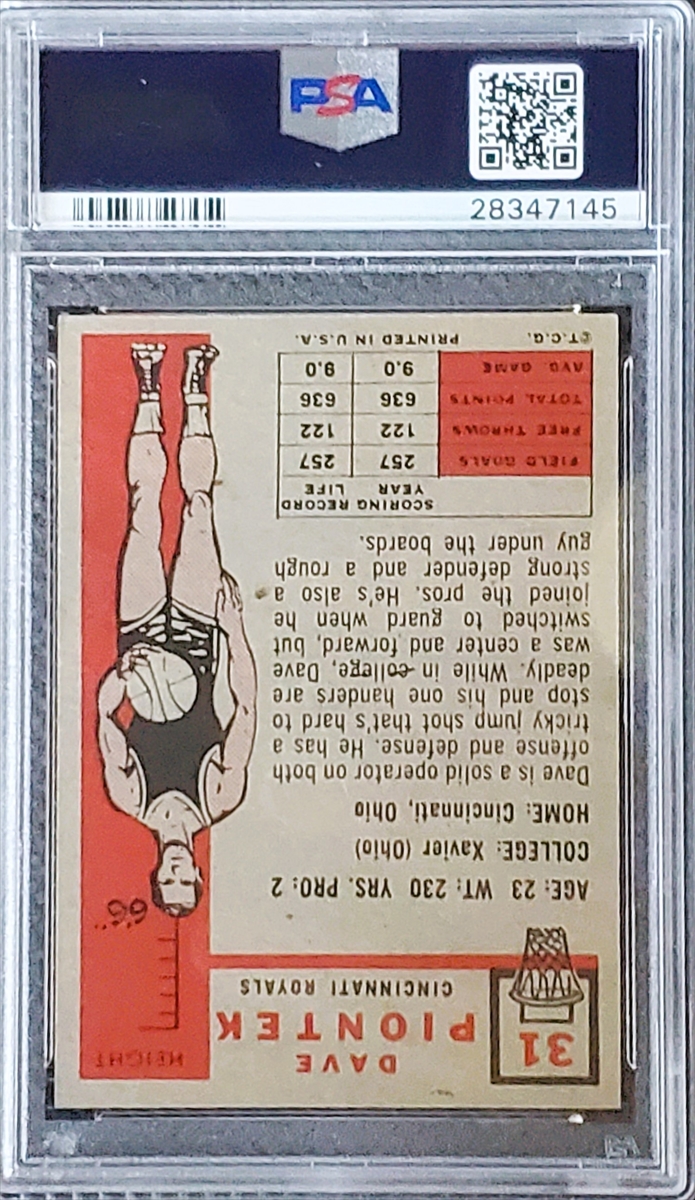 PSA
28347145
31
DAVE
PIONTEK
CINCINNATI ROYALS
HEIGHT
6'6"
AGE: 23 WT: 230 YRS. PRO: 2
COLLEGE: Xavier (Ohio)
HOME: Cincinnati, Ohio
Dave is a solid operator on both
offense and defense. He has a
tricky jump shot that's hard to
stop and his one handers are
deadly. While in college, Dave
was a center and forward, but
switched to guard when he
joined the pros. He's also a
strong defender and a rough
guy under the boards.
SCORING RECORD
YEAR LIFE
FIELD GOALS 257 257
FREE THROWS 122 122
TOTAL POINTS 636 636
AVG. GAME 9.0 9.0
©T.C.G. PRINTED IN U.S.A.
PSA